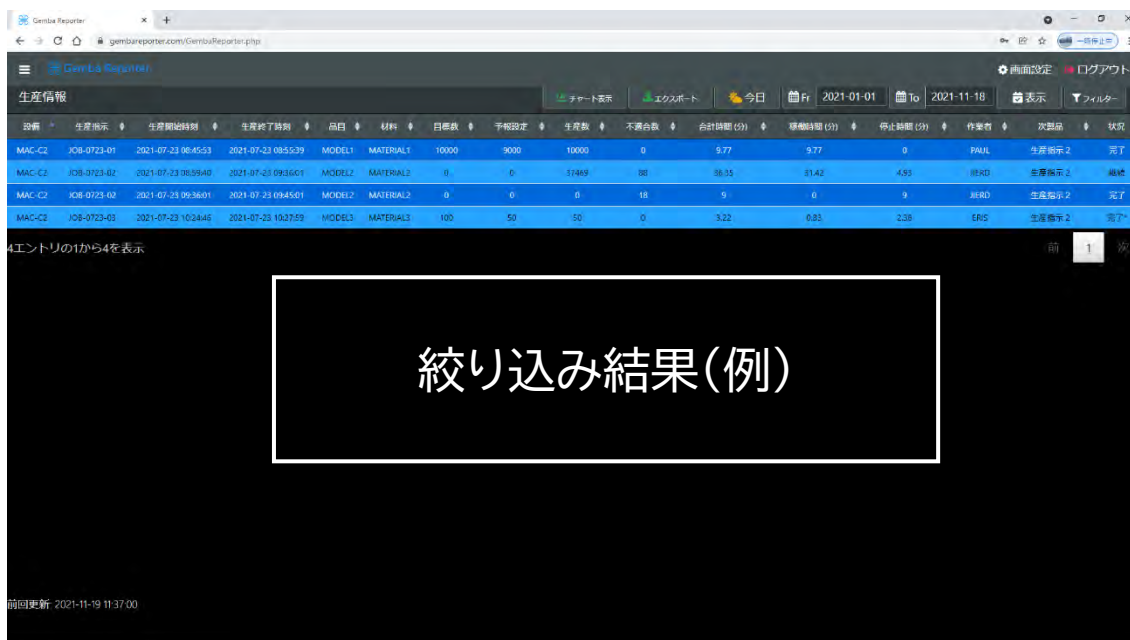 Gemba Reporter
gembareporter.com/GembaReporter.php 一時停止
Gemba Reporter 画面設定 ログアウト
生産情報 チャート表示 エクスポート 今日 Fr 2021-01-01 To 2021-11-18 表示 フィルター
設備 生産指示 生産開始時刻 生産終了時刻 品目 材料 目標数 予報設定 生産数 不適合数 合計時間(分) 稼働時間(分) 停止時間(分) 作業者 次製品 状況
MAC-C2 JOB-0723-01 2021-07-23 08:45:53 2021-07-23 08:55:39 MODEL1 MATERIAL1 10000 9000 10000 0 9.77 9.77 0 PAUL 生産指示 2 完了
MAC-C2 JOB-0723-02 2021-07-23 08:59:40 2021-07-23 09:36:01 MODEL2 MATERIAL2 0 0 37469 88 36.35 31.42 4.93 JIERD 生産指示 2 継続
MAC-C2 JOB-0723-02 2021-07-23 09:36:01 2021-07-23 09:45:01 MODEL2 MATERIAL2 0 0 0 18 9 0 9 JIERD 生産指示 2 完了
MAC-C2 JOB-0723-03 2021-07-23 10:24:46 2021-07-23 10:27:59 MODEL3 MATERIAL3 100 50 50 0 3.22 0.83 2.38 ERIS 生産指示 2 完了*
4エントリの1から4を表示 前 1 次
絞り込み結果(例)
前回更新: 2021-11-19 11:37:00